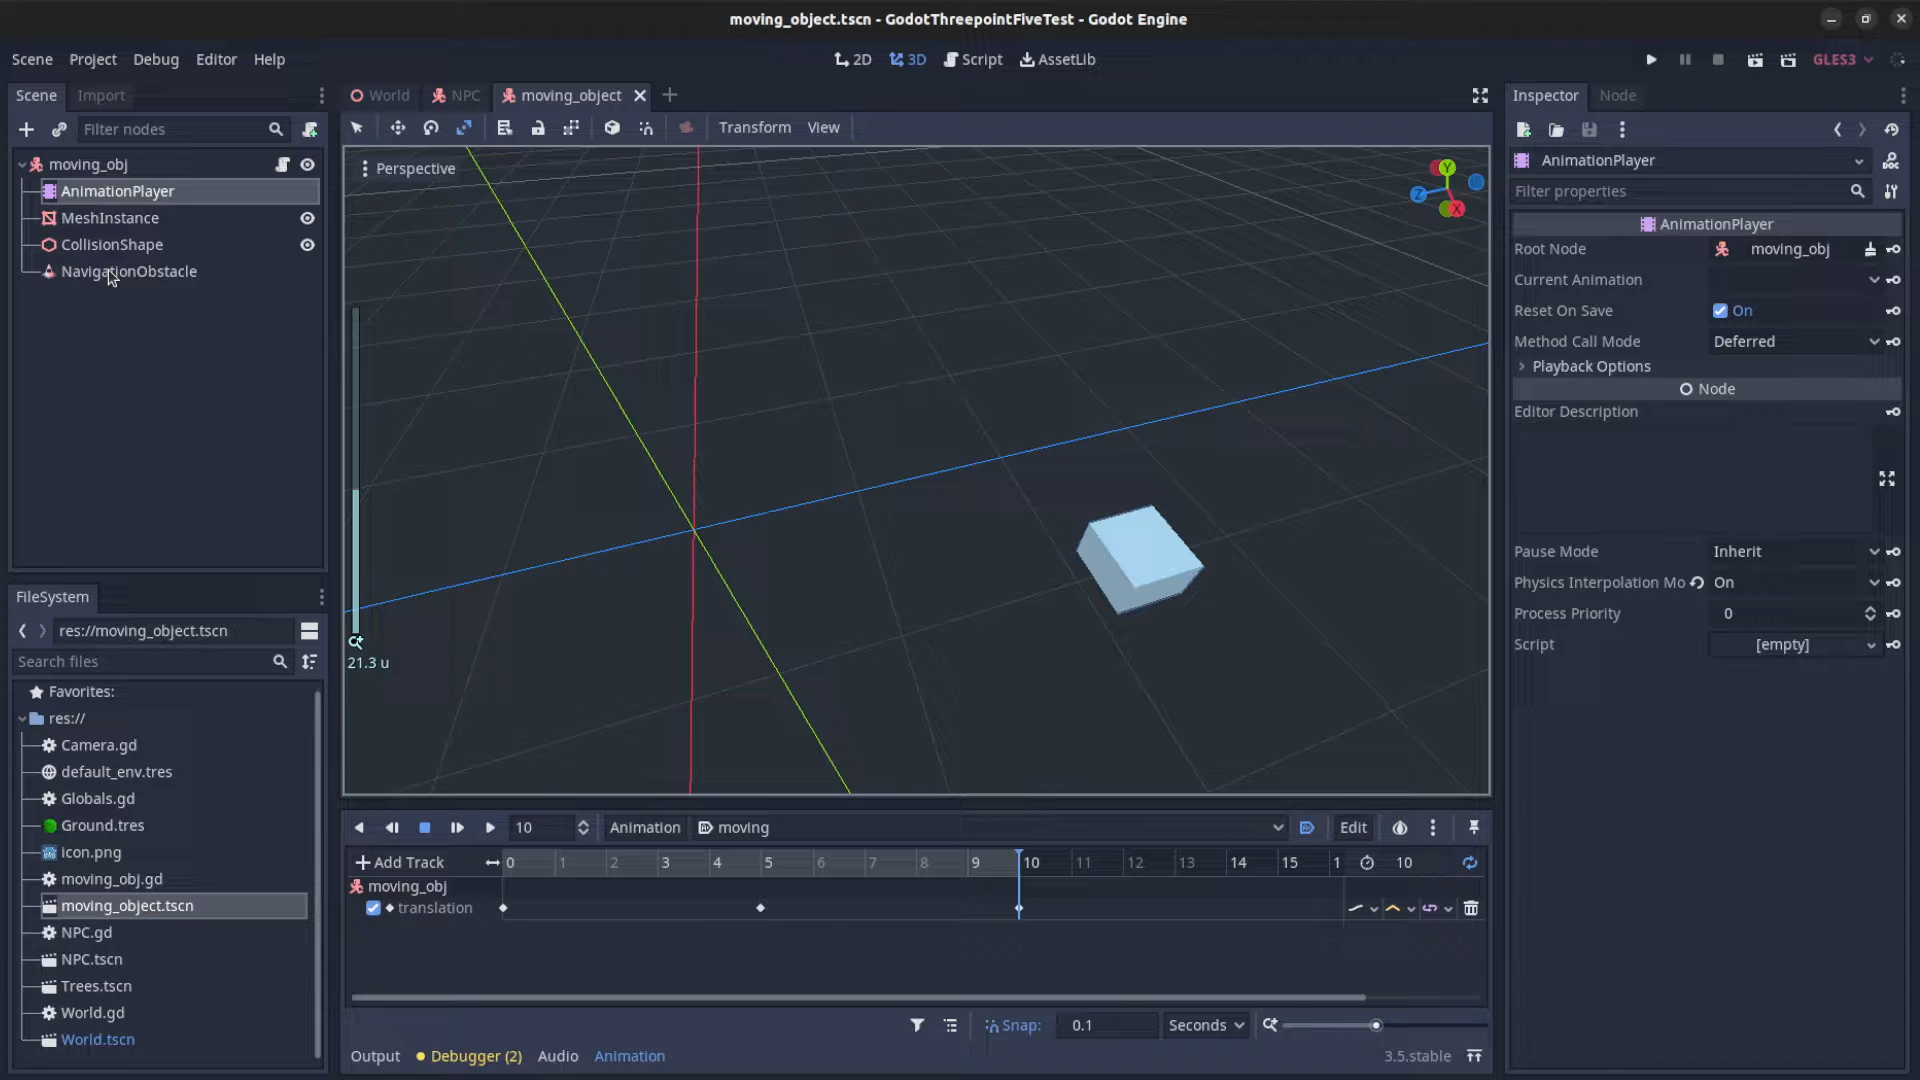 moving_object.tscn - GodotThreepointFiveTest - Godot Engine
Scene Project Debug Editor Help
2D 3D Script AssetLib
GLES3
Scene Import
World NPC moving_object
Inspector Node
Filter nodes
Transform View
moving_obj
AnimationPlayer
MeshInstance
CollisionShape
NavigationObstacle
Perspective
Y
Z
X
21.3 u
AnimationPlayer
Filter properties
AnimationPlayer
Root Node moving_obj
Current Animation
Reset On Save On
Method Call Mode Deferred
Playback Options
Node
Editor Description
Pause Mode Inherit
Physics Interpolation Mo On
Process Priority 0
Script [empty]
FileSystem
res://moving_object.tscn
Search files
Favorites:
res://
Camera.gd
default_env.tres
Globals.gd
Ground.tres
icon.png
moving_obj.gd
moving_object.tscn
NPC.gd
NPC.tscn
Trees.tscn
World.gd
World.tscn
10 Animation moving Edit
Add Track 0 1 2 3 4 5 6 7 8 9 10 11 12 13 14 15 1 10
moving_obj
translation
Snap: 0.1 Seconds
Output Debugger (2) Audio Animation 3.5.stable